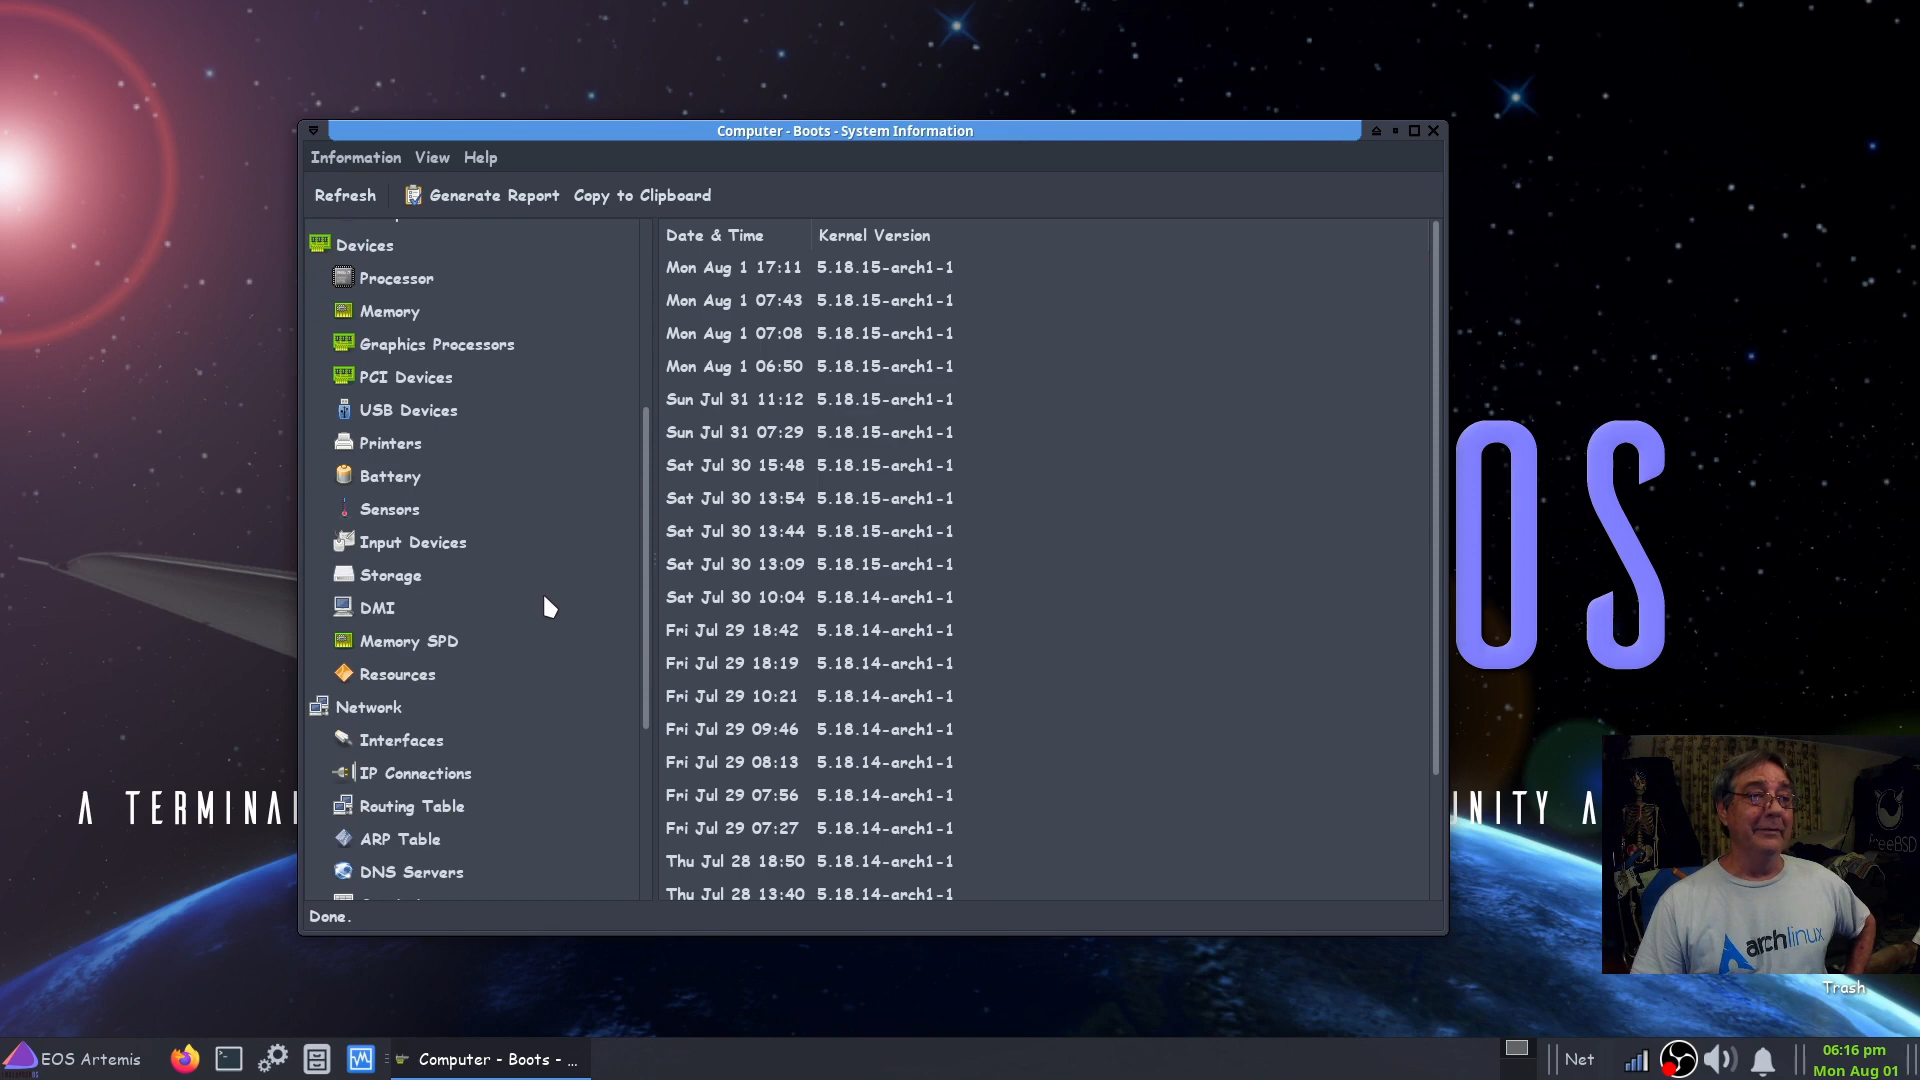 Computer - Boots - System Information
Information View Help
Refresh Generate Report Copy to Clipboard
Devices
Processor
Memory
Graphics Processors
PCI Devices
USB Devices
Printers
Battery
Sensors
Input Devices
Storage
DMI
Memory SPD
Resources
Network
Interfaces
IP Connections
Routing Table
ARP Table
DNS Servers
Date & Time Kernel Version
Mon Aug 1 17:11 5.18.15-arch1-1
Mon Aug 1 07:43 5.18.15-arch1-1
Mon Aug 1 07:08 5.18.15-arch1-1
Mon Aug 1 06:50 5.18.15-arch1-1
Sun Jul 31 11:12 5.18.15-arch1-1
Sun Jul 31 07:29 5.18.15-arch1-1
Sat Jul 30 15:48 5.18.15-arch1-1
Sat Jul 30 13:54 5.18.15-arch1-1
Sat Jul 30 13:44 5.18.15-arch1-1
Sat Jul 30 13:09 5.18.15-arch1-1
Sat Jul 30 10:04 5.18.14-arch1-1
Fri Jul 29 18:42 5.18.14-arch1-1
Fri Jul 29 18:19 5.18.14-arch1-1
Fri Jul 29 10:21 5.18.14-arch1-1
Fri Jul 29 09:46 5.18.14-arch1-1
Fri Jul 29 08:13 5.18.14-arch1-1
Fri Jul 29 07:56 5.18.14-arch1-1
Fri Jul 29 07:27 5.18.14-arch1-1
Thu Jul 28 18:50 5.18.14-arch1-1
Thu Jul 28 13:40 5.18.14-arch1-1
Done.
OS
A TERMINA
UNITY A
freeBSD
archlinux
Trash
EOS Artemis
Computer - Boots - ...
Net
06:16 pm
Mon Aug 01